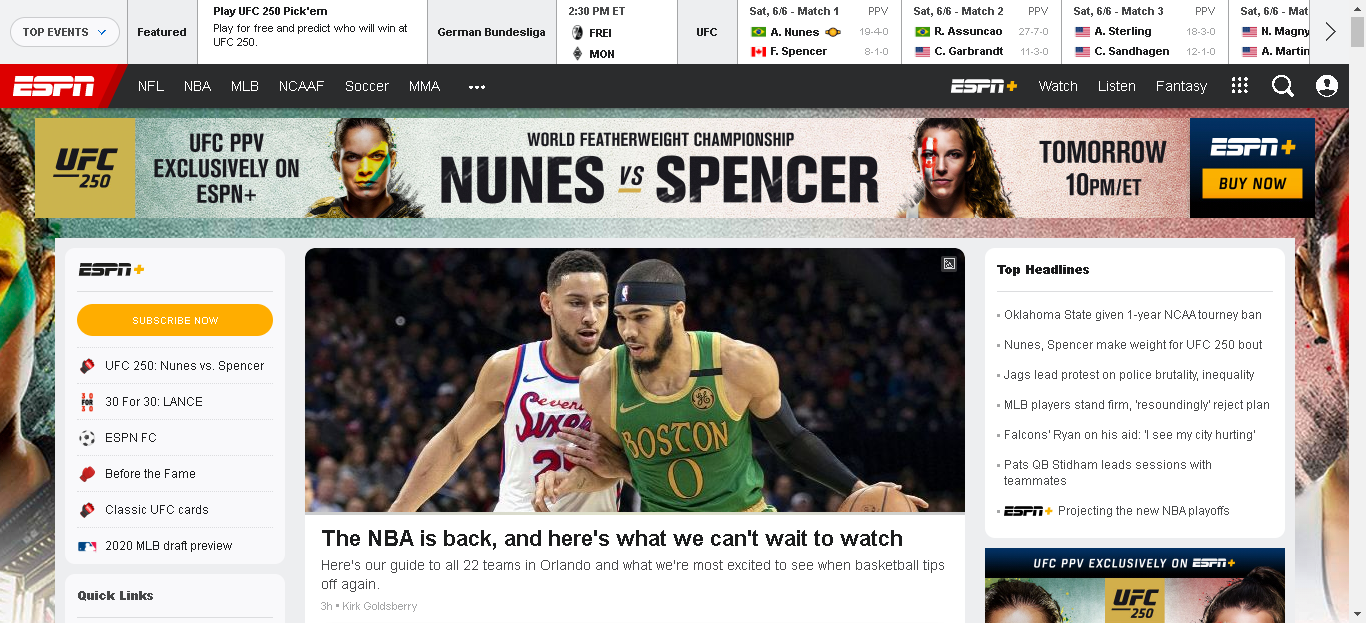 TOP EVENTS
Featured
Play UFC 250 Pick'em
Play for free and predict who will win at
UFC 250.
German Bundesliga
2:30 PM ET
FREI
MON
UFC
Sat, 6/6 - Match 1 PPV
A. Nunes 19-4-0
F. Spencer 8-1-0
Sat, 6/6 - Match 2 PPV
R. Assuncao 27-7-0
C. Garbrandt 11-3-0
Sat, 6/6 - Match 3 PPV
A. Sterling 18-3-0
C. Sandhagen 12-1-0
Sat, 6/6 - Mat
N. Magny
A. Martin
ESPN
NFL NBA MLB NCAAF Soccer MMA ...
ESPN+ Watch Listen Fantasy
UFC
250
UFC PPV
EXCLUSIVELY ON
ESPN+
WORLD FEATHERWEIGHT CHAMPIONSHIP
NUNES VS SPENCER
TOMORROW
10PM/ET
ESPN+
BUY NOW
ESPN+
SUBSCRIBE NOW
UFC 250: Nunes vs. Spencer
30 FOR 30
30 For 30: LANCE
ESPN FC
Before the Fame
Classic UFC cards
2020 MLB draft preview
Quick Links
Seven
Sixers
BOSTON
0
The NBA is back, and here's what we can't wait to watch
Here's our guide to all 22 teams in Orlando and what we're most excited to see when basketball tips
off again.
3h • Kirk Goldsberry
Top Headlines
Oklahoma State given 1-year NCAA tourney ban
Nunes, Spencer make weight for UFC 250 bout
Jags lead protest on police brutality, inequality
MLB players stand firm, 'resoundingly' reject plan
Falcons' Ryan on his aid: 'I see my city hurting'
Pats QB Stidham leads sessions with
teammates
ESPN+ Projecting the new NBA playoffs
UFC PPV EXCLUSIVELY ON ESPN+
UFC
250